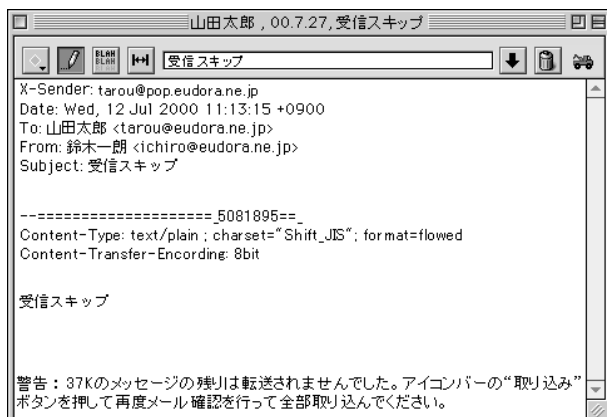 山田太郎 , 00.7.27, 受信スキップ
BLAH
BLAH
受信スキップ
X-Sender: tarou@pop.eudora.ne.jp
Date: Wed, 12 Jul 2000 11:13:15 +0900
To: 山田太郎 <tarou@eudora.ne.jp>
From: 鈴木一朗 <ichiro@eudora.ne.jp>
Subject: 受信スキップ
--====================_5081895==_
Content-Type: text/plain ; charset="Shift_JIS"; format=flowed
Content-Transfer-Encording: 8bit
受信スキップ
警告： 37Kのメッセージの残りは転送されませんでした。アイコンバーの“取り込み”
ボタンを押して再度メール確認を行って全部取り込んでください。